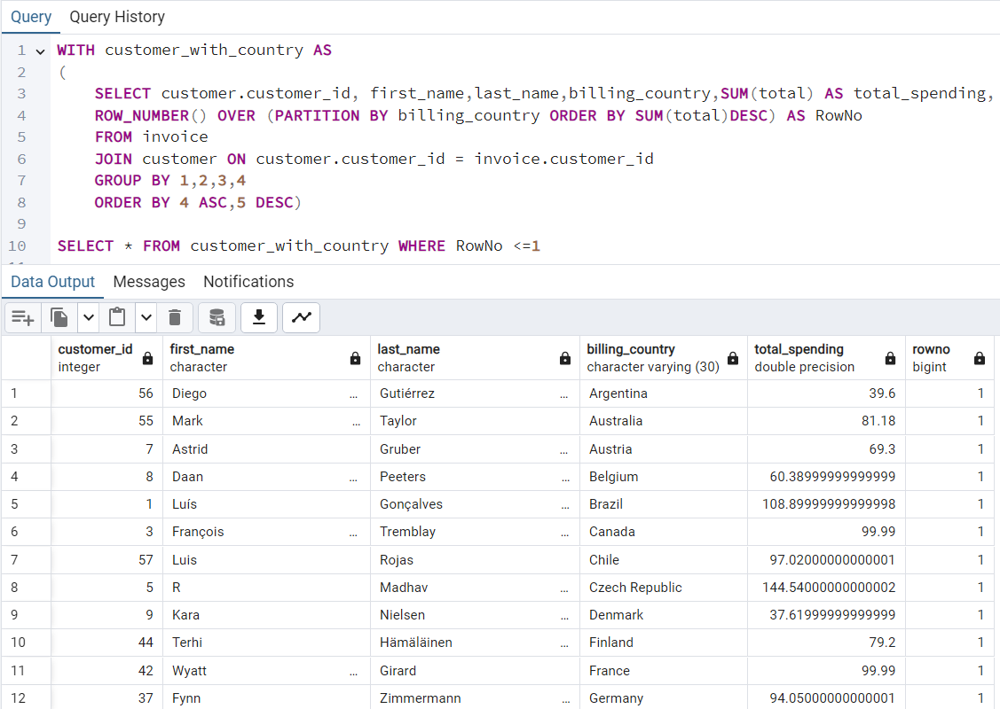 Query Query History
1 WITH customer_with_country AS
2 (
3 SELECT customer.customer_id, first_name,last_name,billing_country,SUM(total) AS total_spending,
4 ROW_NUMBER() OVER (PARTITION BY billing_country ORDER BY SUM(total)DESC) AS RowNo
5 FROM invoice
6 JOIN customer ON customer.customer_id = invoice.customer_id
7 GROUP BY 1,2,3,4
8 ORDER BY 4 ASC,5 DESC)
9
10 SELECT * FROM customer_with_country WHERE RowNo <=1
Data Output Messages Notifications
customer_id first_name last_name billing_country total_spending rowno
integer character character character varying (30) double precision bigint
1 56 Diego ... Gutiérrez ... Argentina 39.6 1
2 55 Mark ... Taylor Australia 81.18 1
3 7 Astrid Gruber ... Austria 69.3 1
4 8 Daan ... Peeters ... Belgium 60.38999999999999 1
5 1 Luís Gonçalves ... Brazil 108.89999999999998 1
6 3 François ... Tremblay ... Canada 99.99 1
7 57 Luis Rojas Chile 97.02000000000001 1
8 5 R Madhav ... Czech Republic 144.54000000000002 1
9 9 Kara Nielsen ... Denmark 37.61999999999999 1
10 44 Terhi Hämäläinen ... Finland 79.2 1
11 42 Wyatt ... Girard France 99.99 1
12 37 Fynn Zimmermann ... Germany 94.05000000000001 1